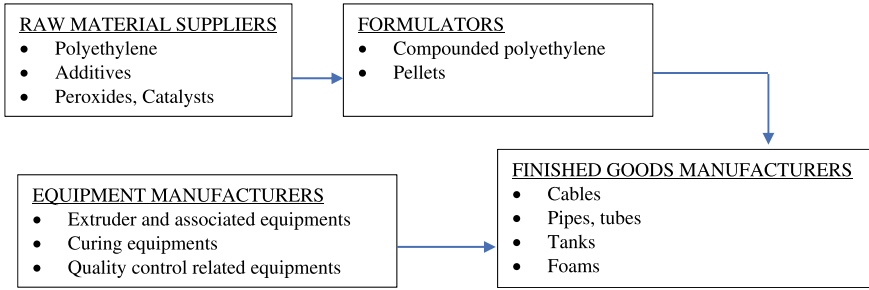 RAW MATERIAL SUPPLIERS
• Polyethylene
• Additives
• Peroxides, Catalysts
FORMULATORS
• Compounded polyethylene
• Pellets
EQUIPMENT MANUFACTURERS
• Extruder and associated equipments
• Curing equipments
• Quality control related equipments
FINISHED GOODS MANUFACTURERS
• Cables
• Pipes, tubes
• Tanks
• Foams